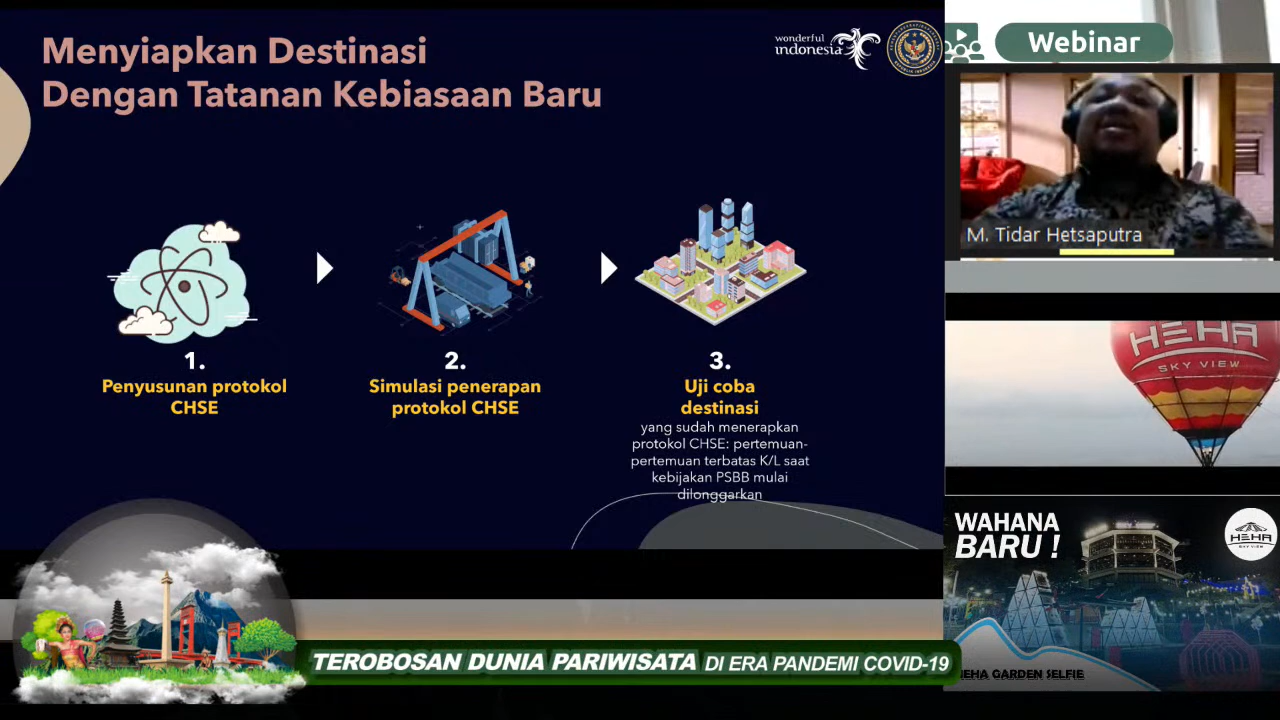 Menyiapkan Destinasi
Dengan Tatanan Kebiasaan Baru
wonderful
indonesia
Webinar
M. Tidar Hetsaputra
1.
Penyusunan protokol
CHSE
2.
Simulasi penerapan
protokol CHSE
3.
Uji coba
destinasi
yang sudah menerapkan
protokol CHSE: pertemuan-
pertemuan terbatas K/L saat
kebijakan PSBB mulai
dilonggarkan
HEHA
SKY VIEW
WAHANA
BARU !
HEHA
SKY VIEW
HEHA GARDEN SELFIE
TEROBOSAN DUNIA PARIWISATA DI ERA PANDEMI COVID-19